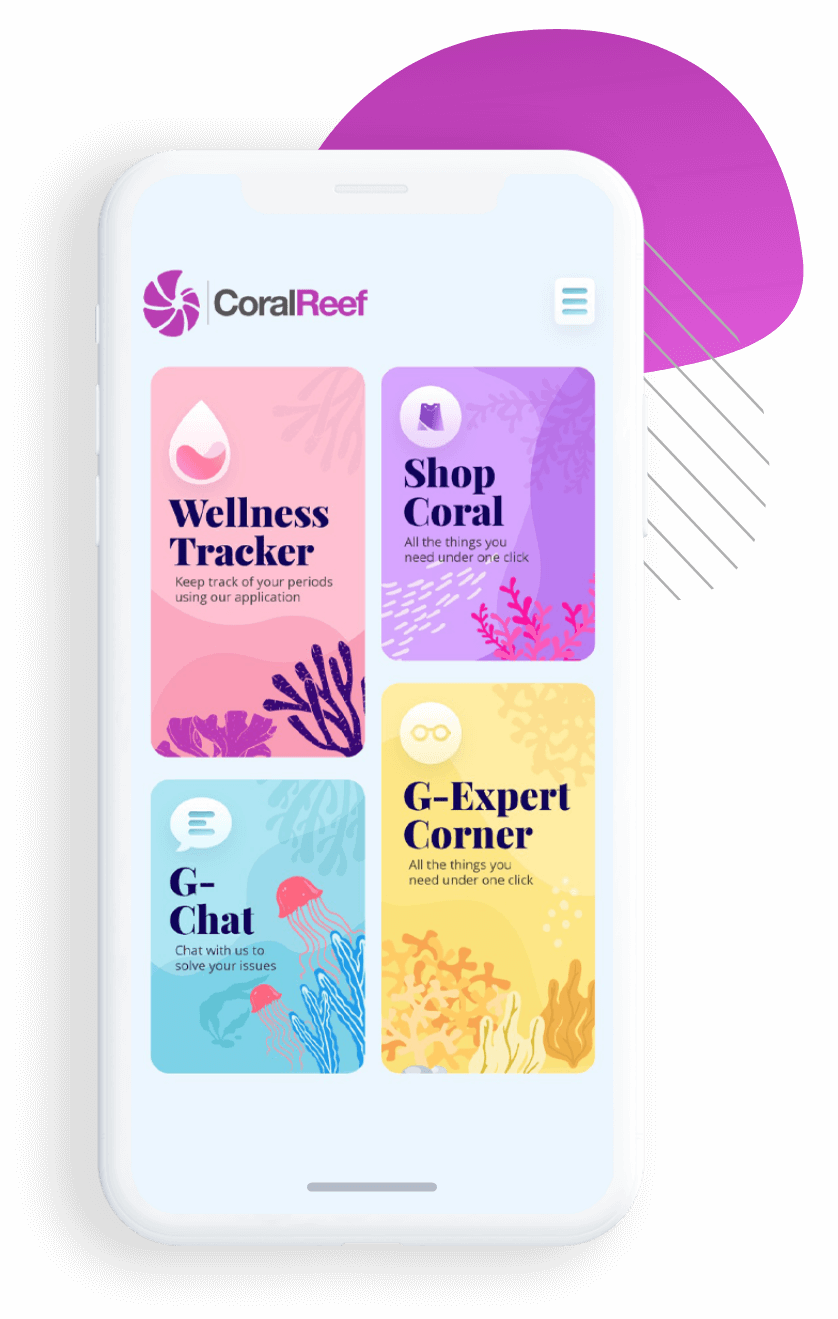 CoralReef
Wellness
Tracker
Keep track of your periods
using our application
Shop
Coral
All the things you
need under one click
G-
Chat
Chat with us to
solve your issues
G-Expert
Corner
All the things you
need under one click